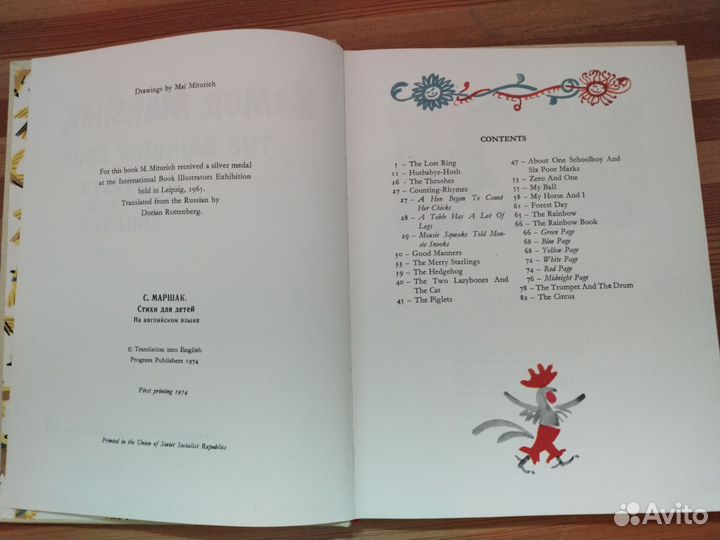 Drawings by Mai Miturich
For this book M. Miturich received a silver medal
at the International Book Illustrators Exhibition
held in Leipzig, 1965.
Translated from the Russian by
Dorian Rottenberg.
С. МАРШАК.
Стихи для детей
На английском языке
© Translation into English
Progress Publishers 1974
First printing 1974
Printed in the Union of Soviet Socialist Republics
CONTENTS
5 – The Lost Ring
11 – Hushabye-Hush
26 – The Thrushes
27 – Counting-Rhymes
27 – A Hen Began To Count
Her Chicks
28 – A Table Has A Lot Of
Legs
29 – Mousie Squeaks Told Mou-
sie Snooks
30 – Good Manners
33 – The Merry Starlings
39 – The Hedgehog
40 – The Two Lazybones And
The Cat
45 – The Piglets
47 – About One Schoolboy And
Six Poor Marks
53 – Zero And One
55 – My Ball
58 – My Horse And I
61 – Forest Day
65 – The Rainbow
66 – The Rainbow Book
66 – Green Page
68 – Blue Page
68 – Yellow Page
72 – White Page
74 – Red Page
76 – Midnight Page
78 – The Trumpet And The Drum
82 – The Circus
Avito